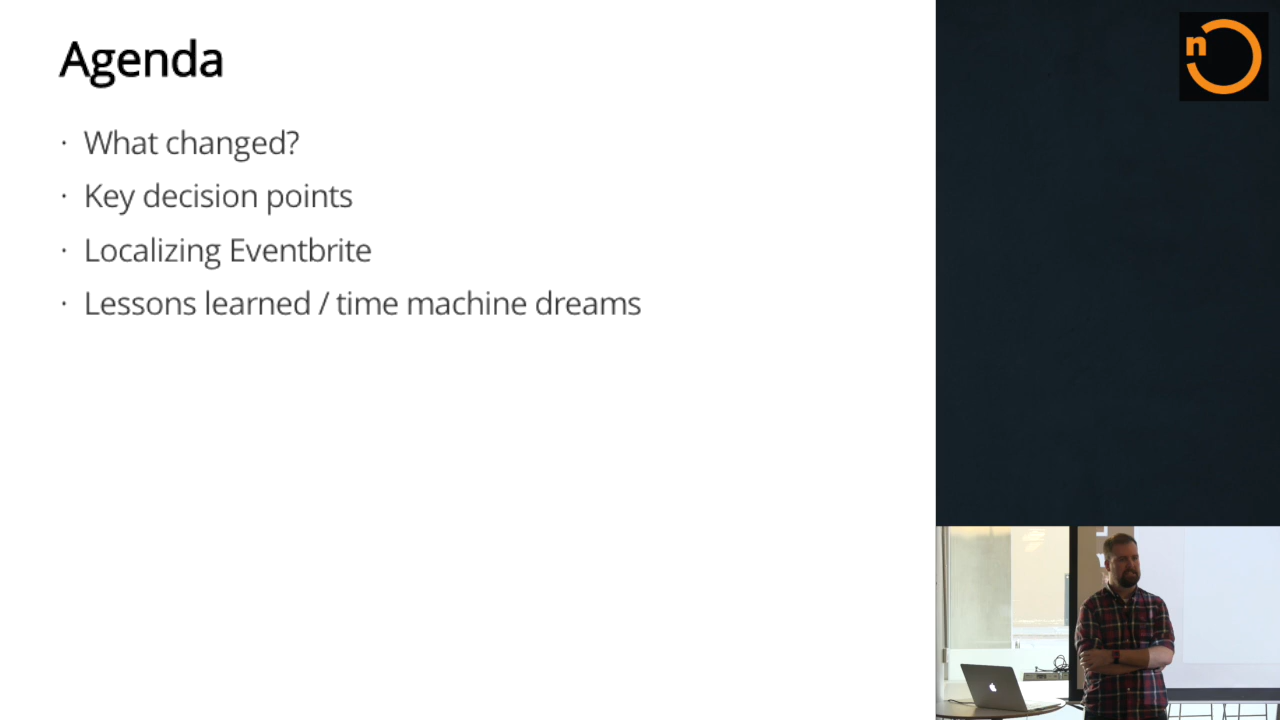 Agenda
· What changed?
· Key decision points
· Localizing Eventbrite
· Lessons learned / time machine dreams
n